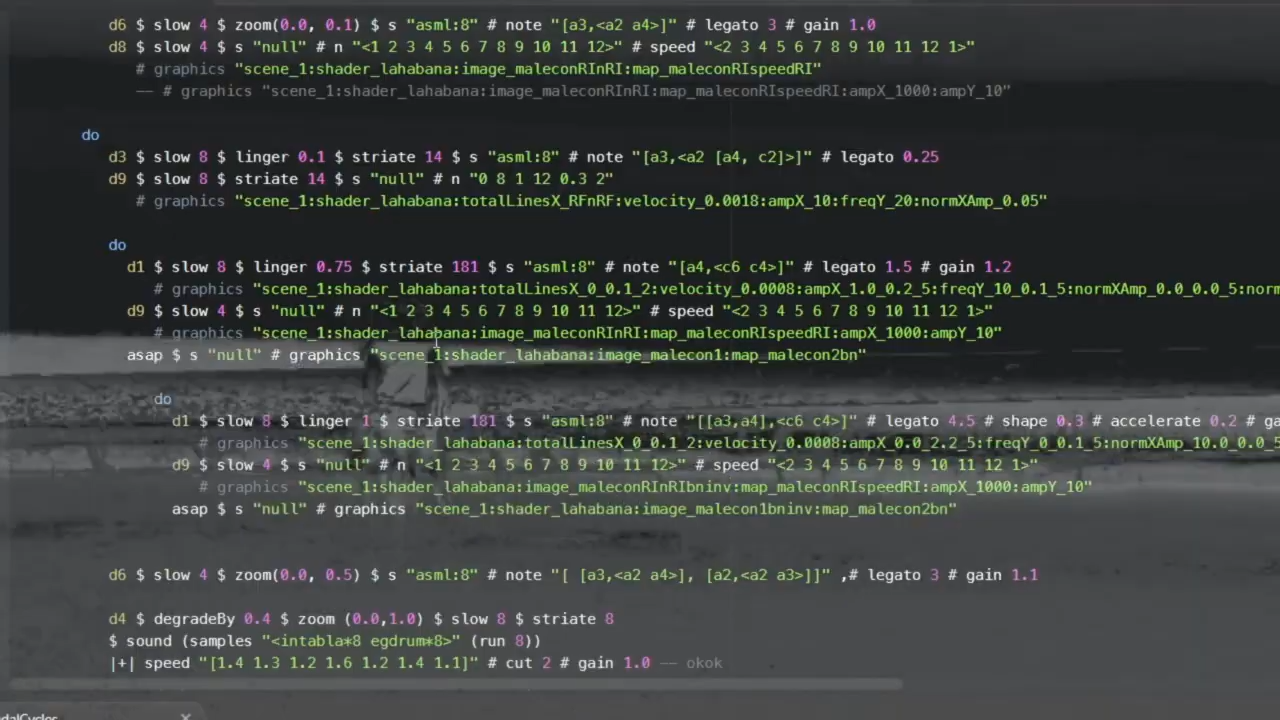 d6 $ slow 4 $ zoom(0.0, 0.1) $ s "asml:8" # note "[a3,<a2 a4>]" # legato 3 # gain 1.0
d8 $ slow 4 $ s "null" # n "<1 2 3 4 5 6 7 8 9 10 11 12>" # speed "<2 3 4 5 6 7 8 9 10 11 12 1>"
# graphics "scene_1:shader_lahabana:image_maleconRInRI:map_maleconRIspeedRI"
-- # graphics "scene_1:shader_lahabana:image_maleconRInRI:map_maleconRIspeedRI:ampX_1000:ampY_10"
do
d3 $ slow 8 $ linger 0.1 $ striate 14 $ s "asml:8" # note "[a3,<a2 [a4, c2]>]" # legato 0.25
d9 $ slow 8 $ striate 14 $ s "null" # n "0 8 1 12 0.3 2"
# graphics "scene_1:shader_lahabana:totalLinesX_RFnRF:velocity_0.0018:ampX_10:freqY_20:normXAmp_0.05"
do
d1 $ slow 8 $ linger 0.75 $ striate 181 $ s "asml:8" # note "[a4,<c6 c4>]" # legato 1.5 # gain 1.2
# graphics "scene_1:shader_lahabana:totalLinesX_0_0.1_2:velocity_0.0008:ampX_1.0_0.2_5:freqY_10_0.1_5:normXAmp_0.0_0.0_5:norm
d9 $ slow 4 $ s "null" # n "<1 2 3 4 5 6 7 8 9 10 11 12>" # speed "<2 3 4 5 6 7 8 9 10 11 12 1>"
# graphics "scene_1:shader_lahabana:image_maleconRInRI:map_maleconRIspeedRI:ampX_1000:ampY_10"
asap $ s "null" # graphics "scene_1:shader_lahabana:image_malecon1:map_malecon2bn"
do
d1 $ slow 8 $ linger 1 $ striate 181 $ s "asml:8" # note "[[a3,a4],<c6 c4>]" # legato 4.5 # shape 0.3 # accelerate 0.2 # ga
# graphics "scene_1:shader_lahabana:totalLinesX_0_0.1_2:velocity_0.0008:ampX_0.0_2.2_5:freqY_0_0.1_5:normXAmp_10.0_0.0_5
d9 $ slow 4 $ s "null" # n "<1 2 3 4 5 6 7 8 9 10 11 12>" # speed "<2 3 4 5 6 7 8 9 10 11 12 1>"
# graphics "scene_1:shader_lahabana:image_maleconRInRIbninv:map_maleconRIspeedRI:ampX_1000:ampY_10"
asap $ s "null" # graphics "scene_1:shader_lahabana:image_malecon1bninv:map_malecon2bn"
d6 $ slow 4 $ zoom(0.0, 0.5) $ s "asml:8" # note "[ [a3,<a2 a4>], [a2,<a2 a3>]]" ,# legato 3 # gain 1.1
d4 $ degradeBy 0.4 $ zoom (0.0,1.0) $ slow 8 $ striate 8
$ sound (samples "<intabla*8 egdrum*8>" (run 8))
|+| speed "[1.4 1.3 1.2 1.6 1.2 1.4 1.1]" # cut 2 # gain 1.0 -- okok
dalCycles